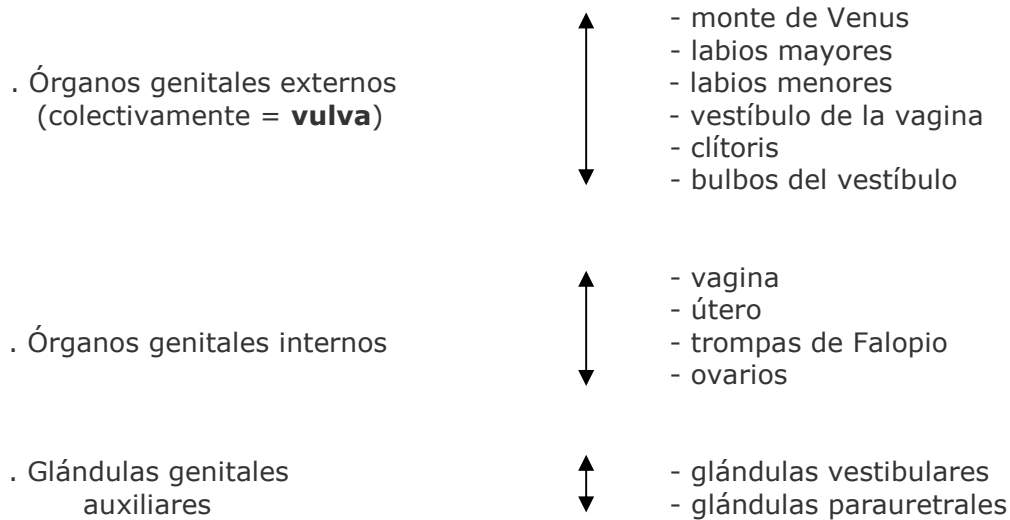 - monte de Venus
- labios mayores
. Órganos genitales externos - labios menores
(colectivamente = vulva) - vestíbulo de la vagina
- clítoris
- bulbos del vestíbulo
- vagina
- útero
. Órganos genitales internos - trompas de Falopio
- ovarios
. Glándulas genitales - glándulas vestibulares
auxiliares - glándulas parauretrales